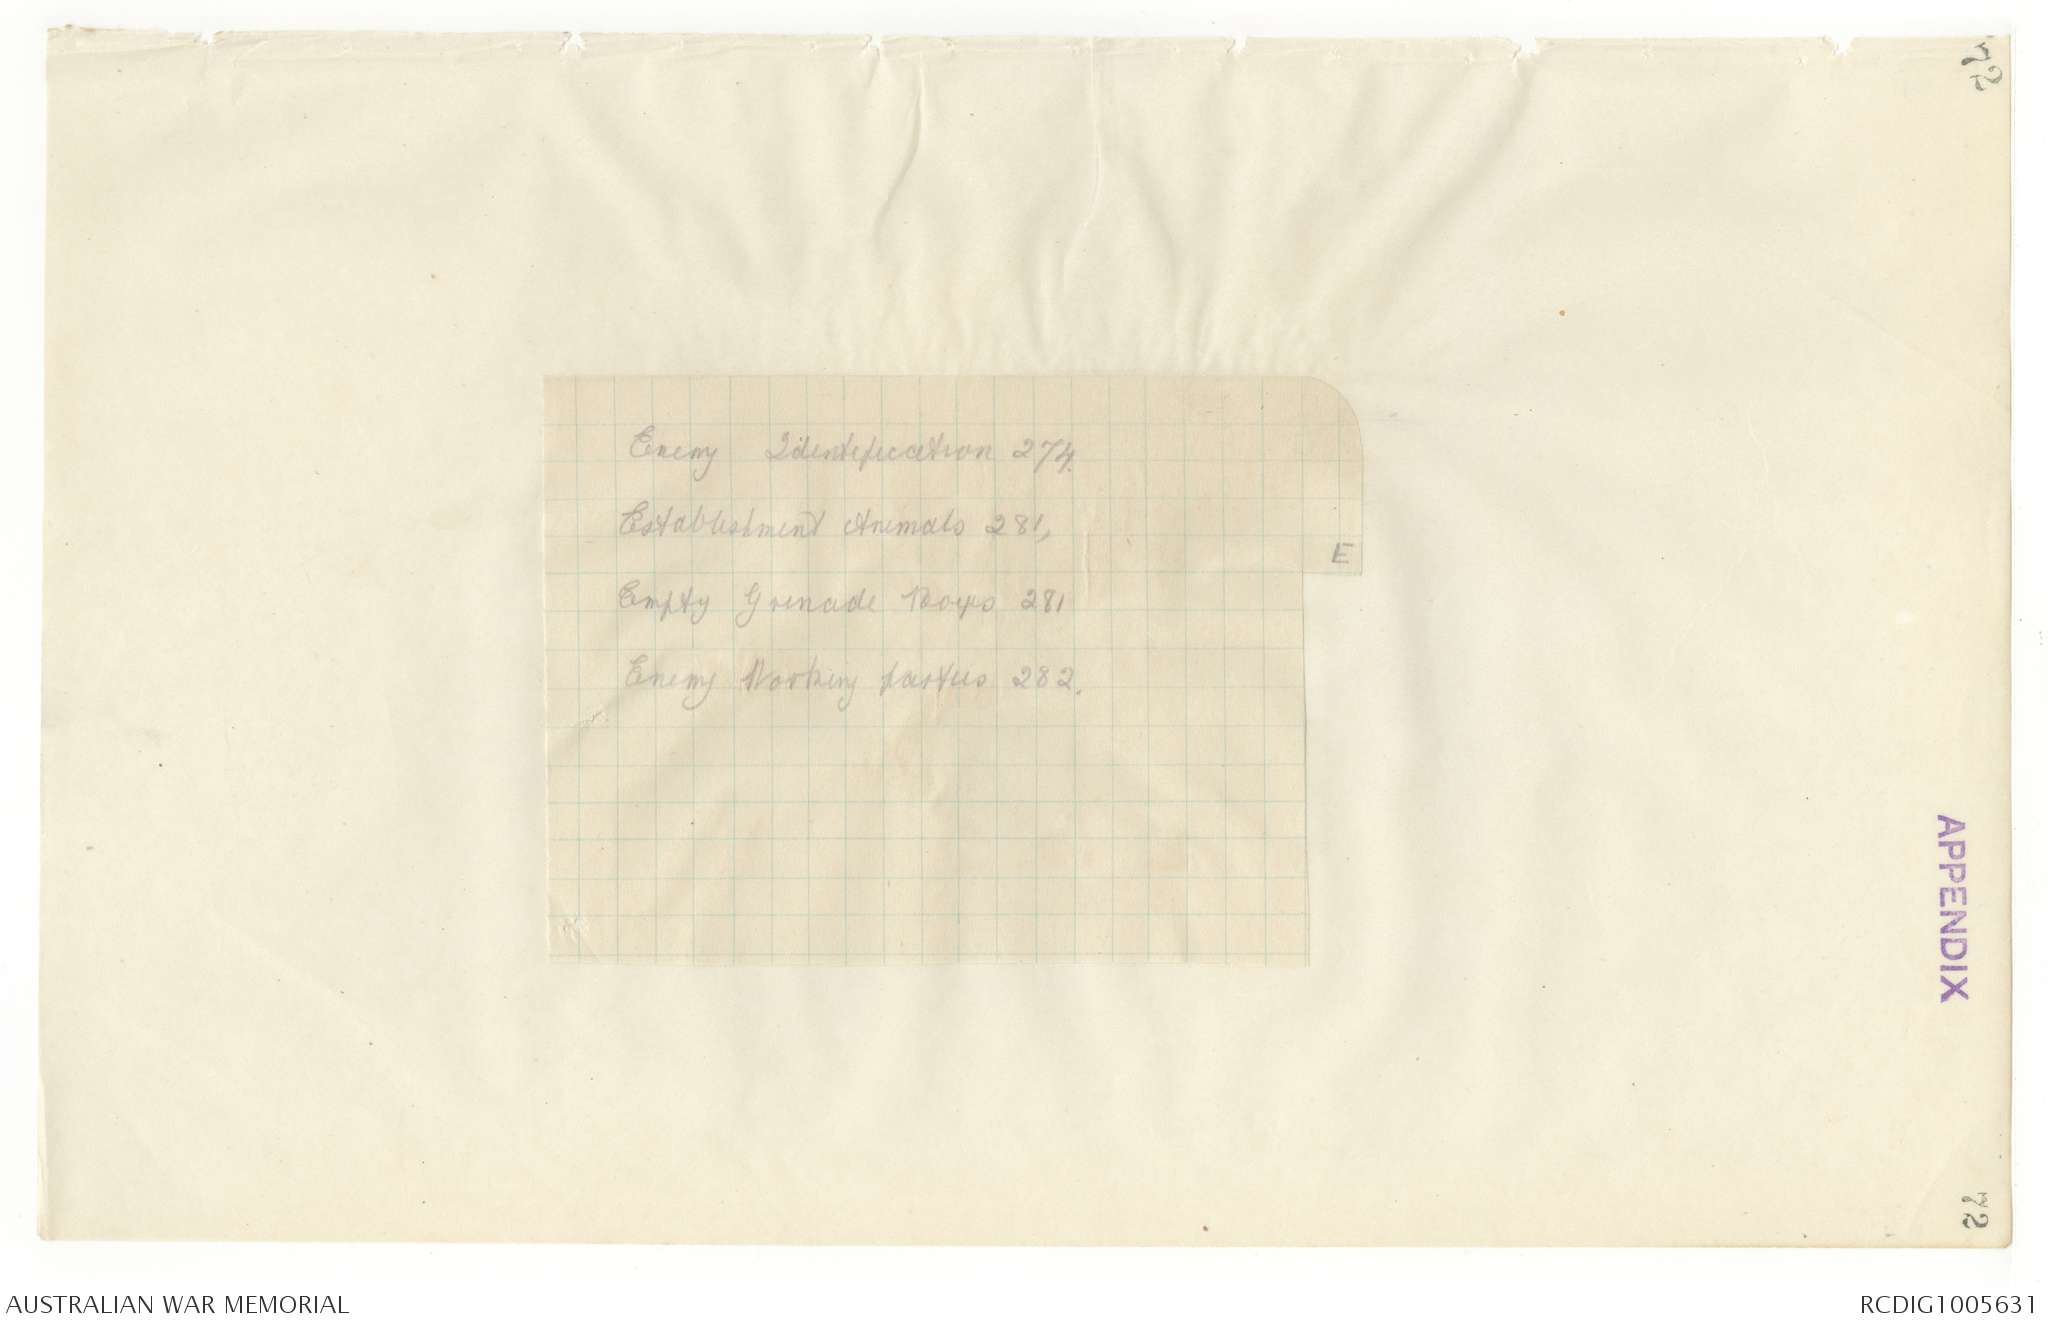 72
Enemy Identification 274.
Establishment Animals 281,
E
Empty Grenade Boxes 281
Enemy Working parties 282.
APPENDIX
72
AUSTRALIAN WAR MEMORIAL
RCDIG1005631